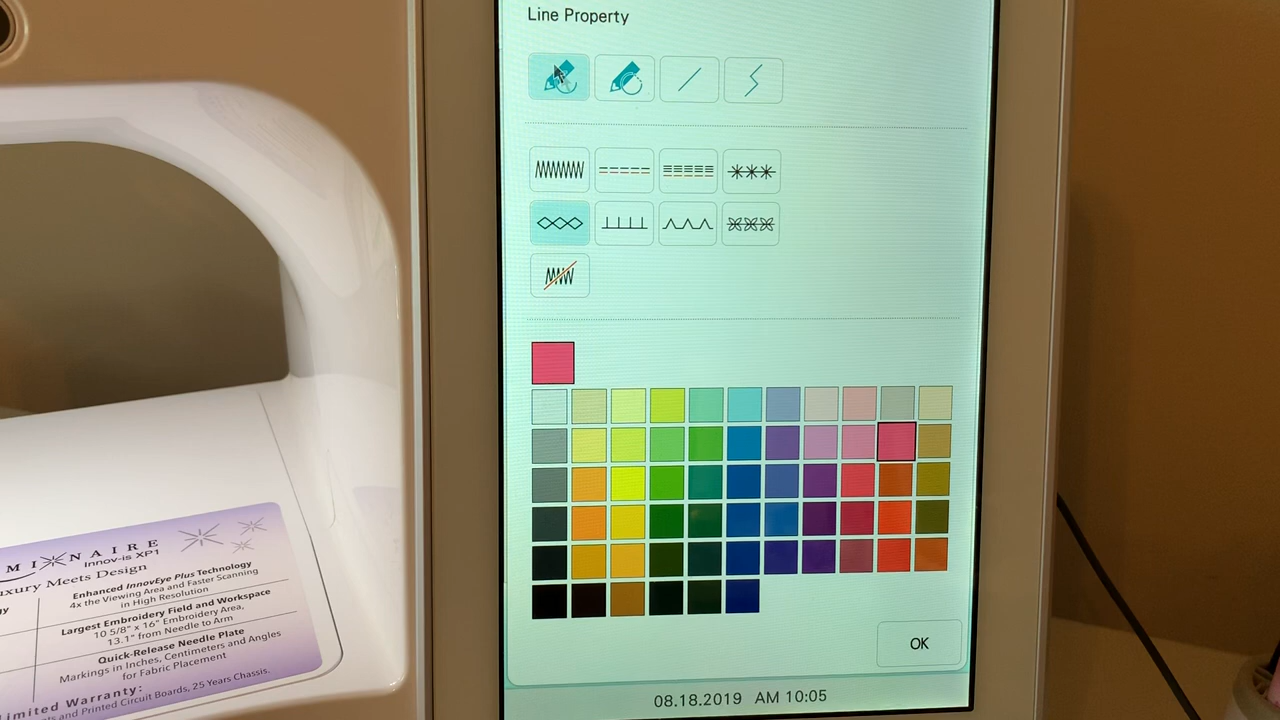 Line Property
MI NAIRE
Innov-is XP1
Luxury Meets Design
Enhanced InnovEye Plus Technology
4x the Viewing Area and Faster Scanning
in High Resolution
Largest Embroidery Field and Workspace
10 5/8" x 16" Embroidery Area,
13.1" from Needle to Arm
Quick-Release Needle Plate
Markings in Inches, Centimeters and Angles
for Fabric Placement
Limited Warranty:
and Printed Circuit Boards, 25 Years Chassis.
OK
08.18.2019 AM 10:05